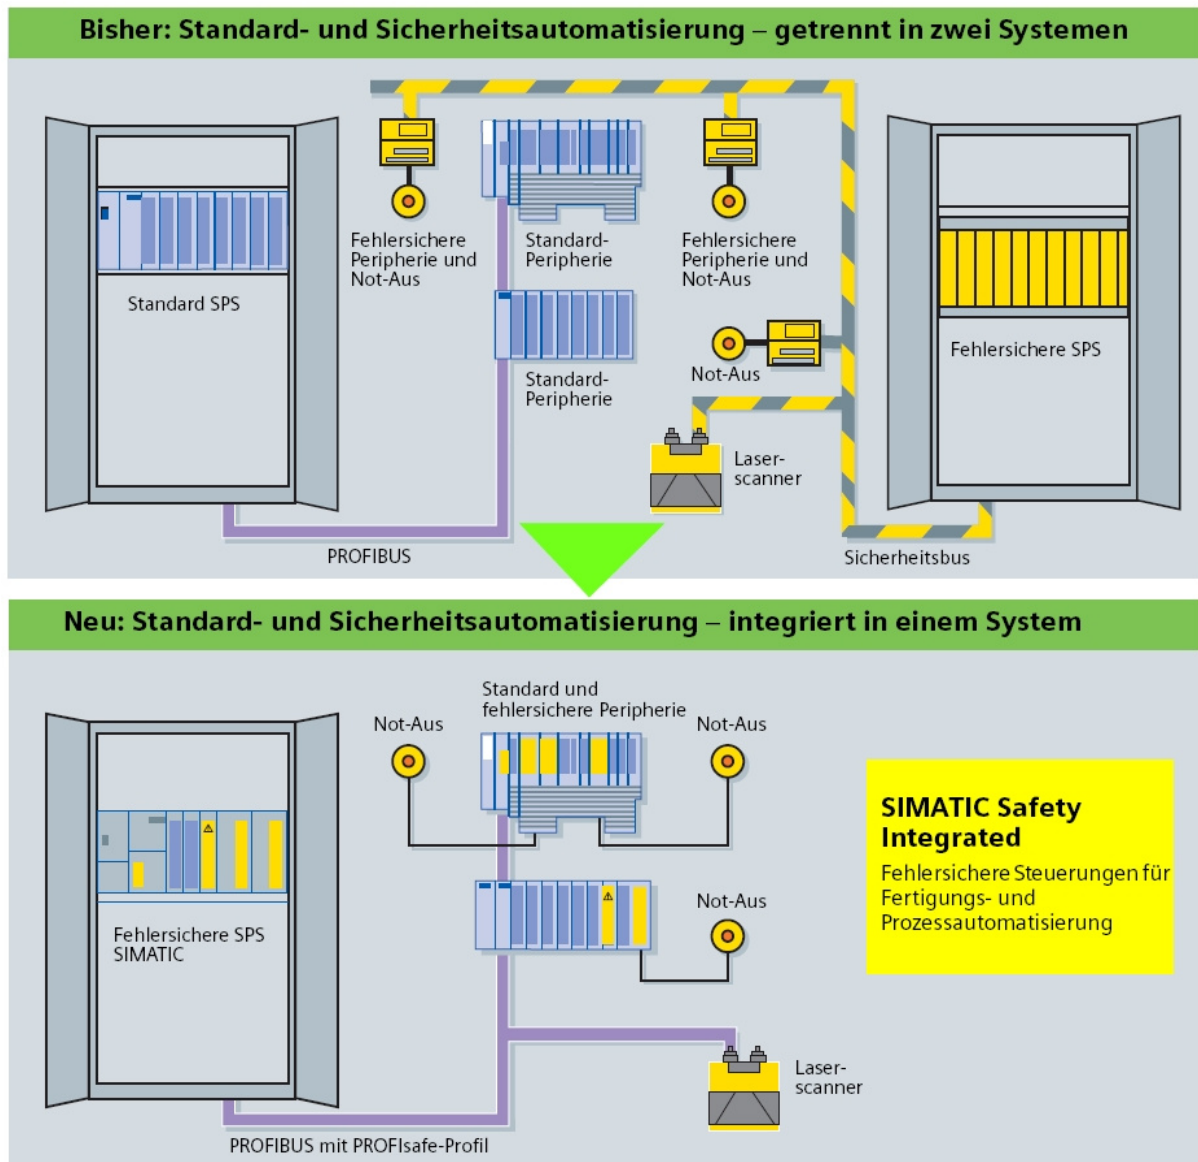 Bisher: Standard- und Sicherheitsautomatisierung – getrennt in zwei Systemen
Standard SPS
Fehlersichere
Peripherie und
Not-Aus
Standard-
Peripherie
Standard-
Peripherie
Fehlersichere
Peripherie und
Not-Aus
Not-Aus
Laser-
scanner
Fehlersichere SPS
PROFIBUS
Sicherheitsbus
Neu: Standard- und Sicherheitsautomatisierung – integriert in einem System
Standard und
fehlersichere Peripherie
Not-Aus
Not-Aus
Not-Aus
Fehlersichere SPS
SIMATIC
SIMATIC Safety
Integrated
Fehlersichere Steuerungen für
Fertigungs- und
Prozessautomatisierung
Laser-
scanner
PROFIBUS mit PROFIsafe-Profil